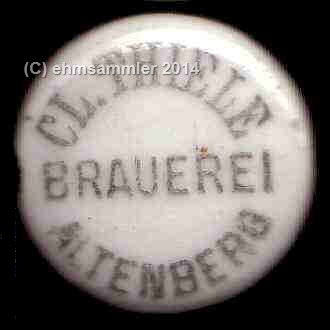 (C) ehmsammler 2014
CL. THIELE
BRAUEREI
ALTENBERG